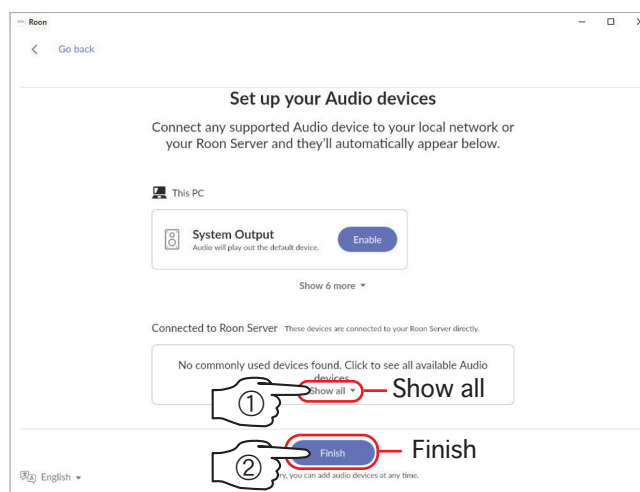 Roon
Go back
Set up your Audio devices
Connect any supported Audio device to your local network or
your Roon Server and they'll automatically appear below.
This PC
System Output
Audio will play out the default device.
Enable
Show 6 more
Connected to Roon Server These devices are connected to your Roon Server directly.
No commonly used devices found. Click to see all available Audio
devices
Show all
① Show all
Finish
② Finish
you can add audio devices at any time.
English